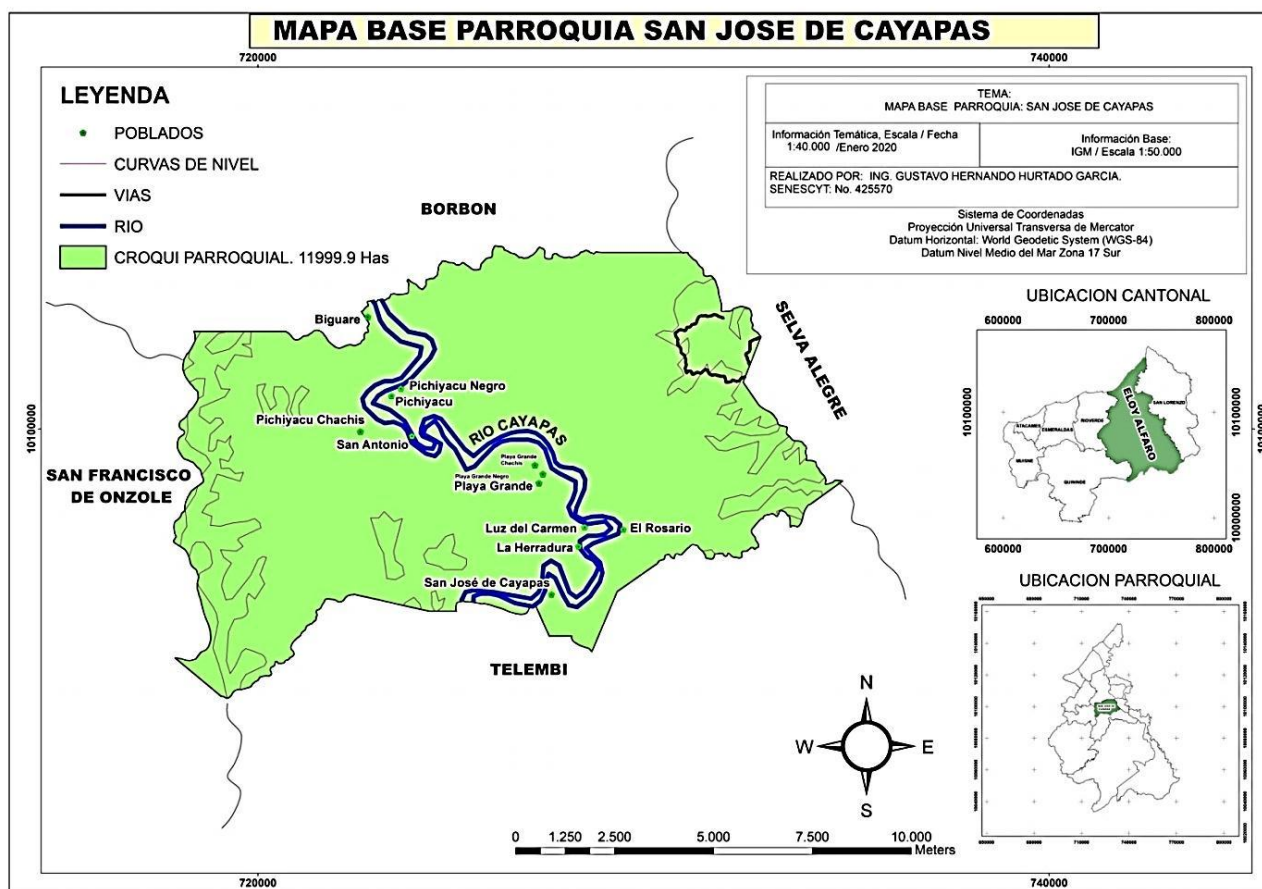 MAPA BASE PARROQUIA SAN JOSE DE CAYAPAS
720000
740000
LEYENDA
POBLADOS
CURVAS DE NIVEL
VIAS
RIO
CROQUI PARROQUIAL. 11999.9 Has
TEMA:
MAPA BASE PARROQUIA: SAN JOSE DE CAYAPAS
Información Temática, Escala / Fecha
1:40.000 /Enero 2020
Información Base:
IGM / Escala 1:50.000
REALIZADO POR: ING. GUSTAVO HERNANDO HURTADO GARCIA.
SENESCYT: No. 425570
Sistema de Coordenadas
Proyección Universal Transversa de Mercator
Datum Horizontal: World Geodetic System (WGS-84)
Datum Nivel Medio del Mar Zona 17 Sur
BORBON
SELVA ALEGRE
SAN FRANCISCO
DE ONZOLE
TELEMBI
10100000
Biguare
Pichiyacu Negro
Pichiyacu
Pichiyacu Chachis
San Antonio
RIO CAYAPAS
Playa Grande
Chachis
Playa Grande Negro
Playa Grande
Luz del Carmen
El Rosario
La Herradura
San José de Cayapas
UBICACION CANTONAL
600000
700000
800000
10100000
10100000
10000000
ATACAMES
ESMERALDAS
RIOVERDE
MUISNE
QUININDE
ELOY ALFARO
SAN LORENZO
600000
700000
800000
UBICACION PARROQUIAL
N
W
E
S
0
1.250
2.500
5.000
7.500
10.000
Meters
720000
740000